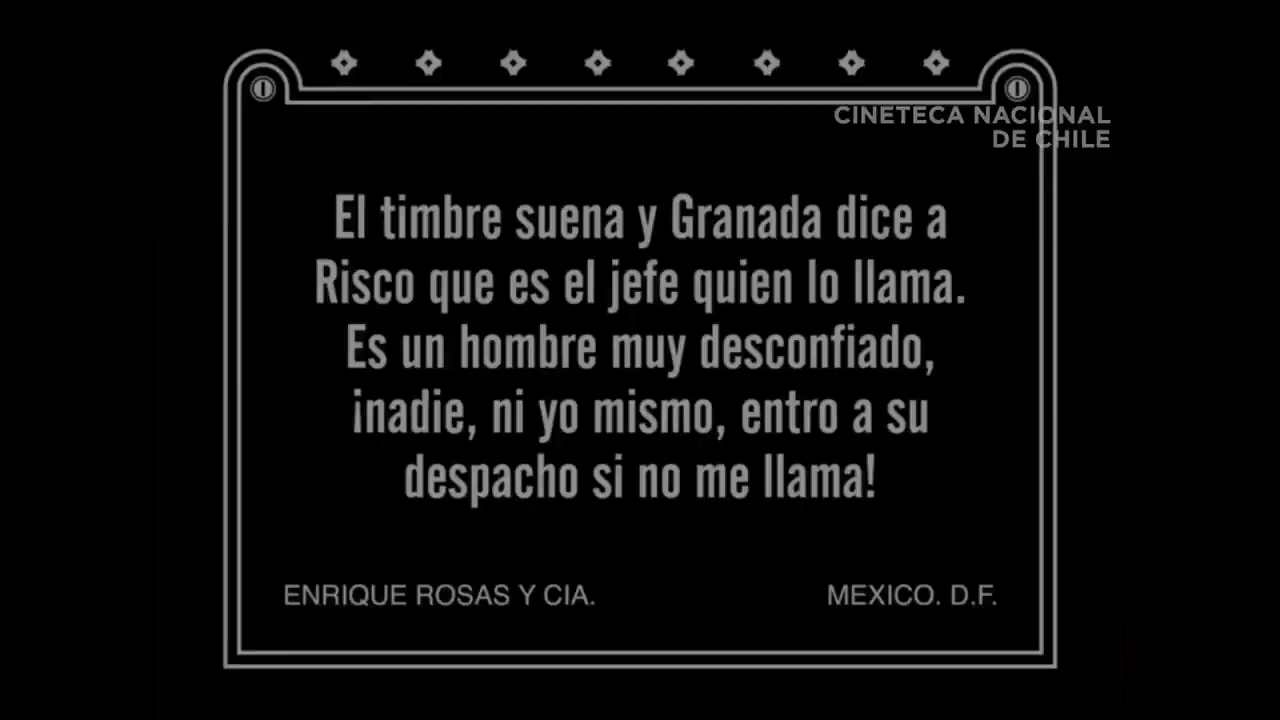 CINETECA NACIONAL
DE CHILE
El timbre suena y Granada dice a
Risco que es el jefe quien lo llama.
Es un hombre muy desconfiado,
¡nadie, ni yo mismo, entro a su
despacho si no me llama!
ENRIQUE ROSAS Y CIA.
MEXICO. D.F.